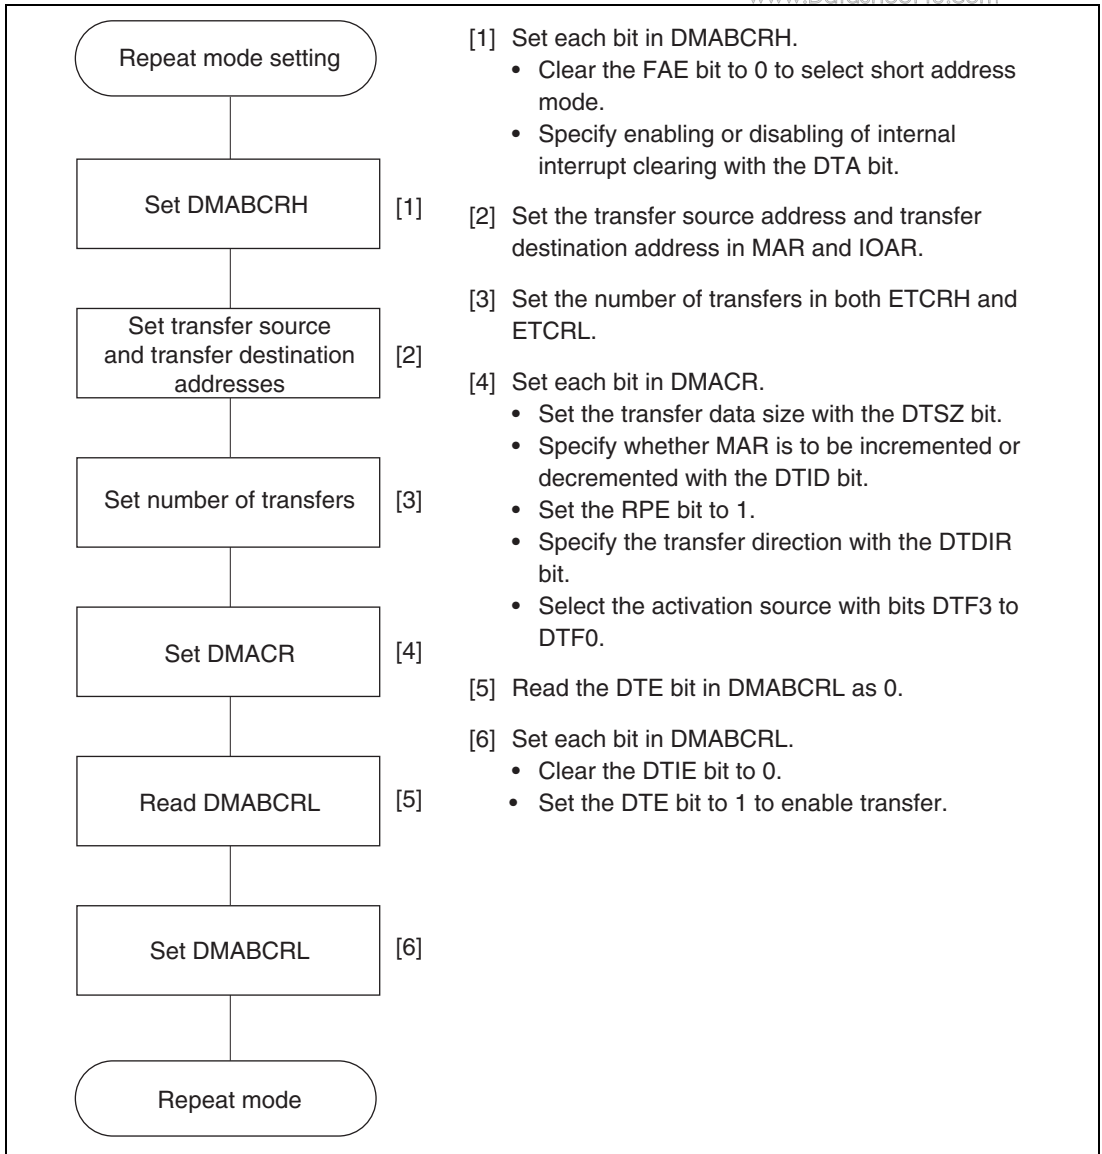 Repeat mode setting
Set DMABCRH
[1]
Set transfer source
and transfer destination
addresses
[2]
Set number of transfers
[3]
Set DMACR
[4]
Read DMABCRL
[5]
Set DMABCRL
[6]
Repeat mode
[1] Set each bit in DMABCRH.
• Clear the FAE bit to 0 to select short address
mode.
• Specify enabling or disabling of internal
interrupt clearing with the DTA bit.
[2] Set the transfer source address and transfer
destination address in MAR and IOAR.
[3] Set the number of transfers in both ETCRH and
ETCRL.
[4] Set each bit in DMACR.
• Set the transfer data size with the DTSZ bit.
• Specify whether MAR is to be incremented or
decremented with the DTID bit.
• Set the RPE bit to 1.
• Specify the transfer direction with the DTDIR
bit.
• Select the activation source with bits DTF3 to
DTF0.
[5] Read the DTE bit in DMABCRL as 0.
[6] Set each bit in DMABCRL.
• Clear the DTIE bit to 0.
• Set the DTE bit to 1 to enable transfer.